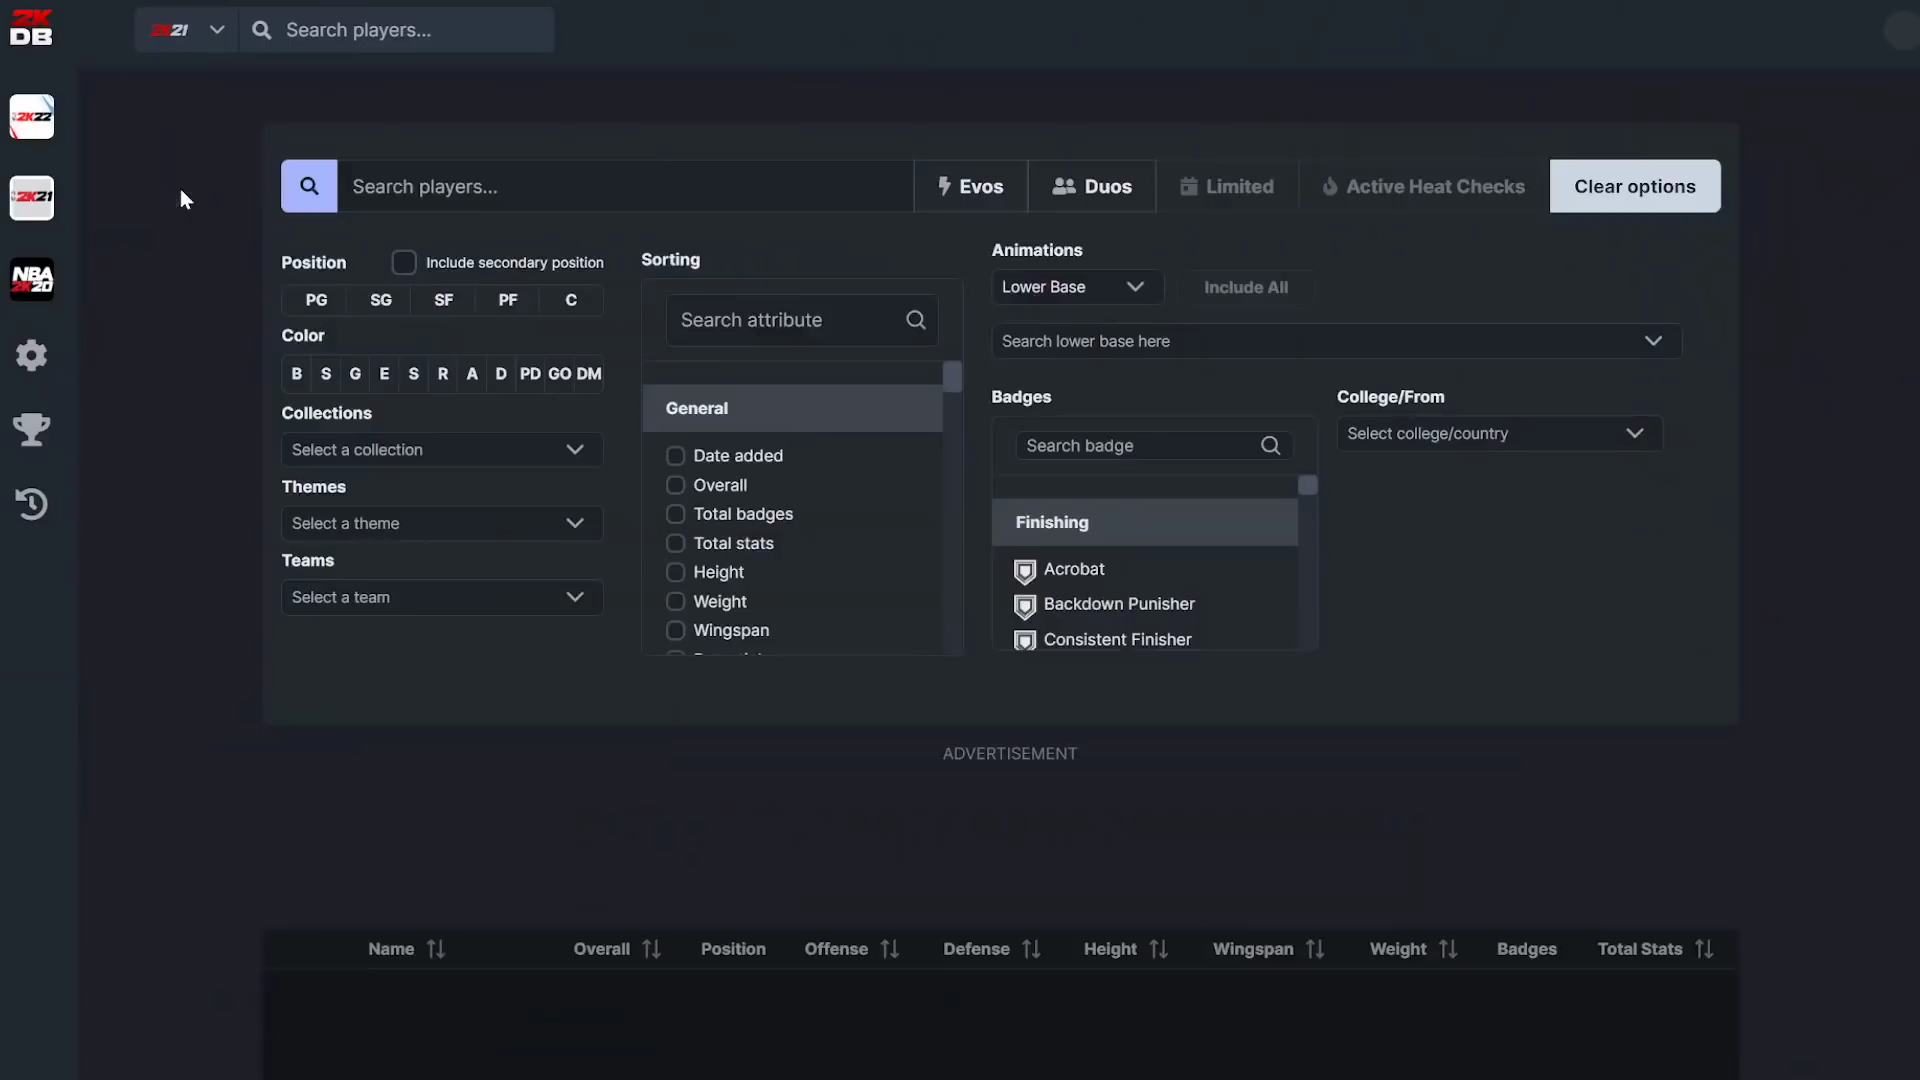 2K
DB
2K21
Search players...
2K22
2K21
NBA
2K20
Search players...
Evos
Duos
Limited
Active Heat Checks
Clear options
Position
Include secondary position
PG SG SF PF C
Color
B S G E S R A D PD GO DM
Collections
Select a collection
Themes
Select a theme
Teams
Select a team
Sorting
Search attribute
General
Date added
Overall
Total badges
Total stats
Height
Weight
Wingspan
Animations
Lower Base
Include All
Search lower base here
Badges
Search badge
Finishing
Acrobat
Backdown Punisher
Consistent Finisher
College/From
Select college/country
ADVERTISEMENT
Name Overall Position Offense Defense Height Wingspan Weight Badges Total Stats